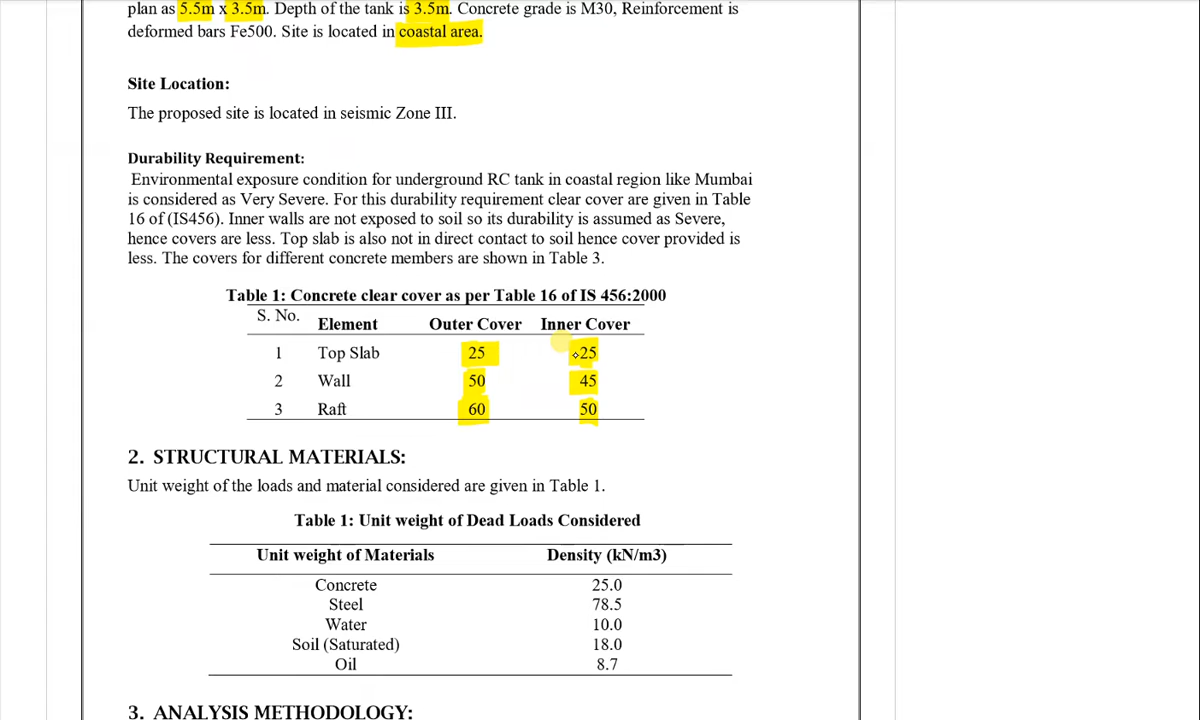 plan as 5.5m x 3.5m. Depth of the tank is 3.5m. Concrete grade is M30, Reinforcement is
deformed bars Fe500. Site is located in coastal area.
Site Location:
The proposed site is located in seismic Zone III.
Durability Requirement:
Environmental exposure condition for underground RC tank in coastal region like Mumbai
is considered as Very Severe. For this durability requirement clear cover are given in Table
16 of (IS456). Inner walls are not exposed to soil so its durability is assumed as Severe,
hence covers are less. Top slab is also not in direct contact to soil hence cover provided is
less. The covers for different concrete members are shown in Table 3.
Table 1: Concrete clear cover as per Table 16 of IS 456:2000
S. No. Element Outer Cover Inner Cover
1 Top Slab 25 25
2 Wall 50 45
3 Raft 60 50
2. STRUCTURAL MATERIALS:
Unit weight of the loads and material considered are given in Table 1.
Table 1: Unit weight of Dead Loads Considered
Unit weight of Materials Density (kN/m3)
Concrete 25.0
Steel 78.5
Water 10.0
Soil (Saturated) 18.0
Oil 8.7
3. ANALYSIS METHODOLOGY: